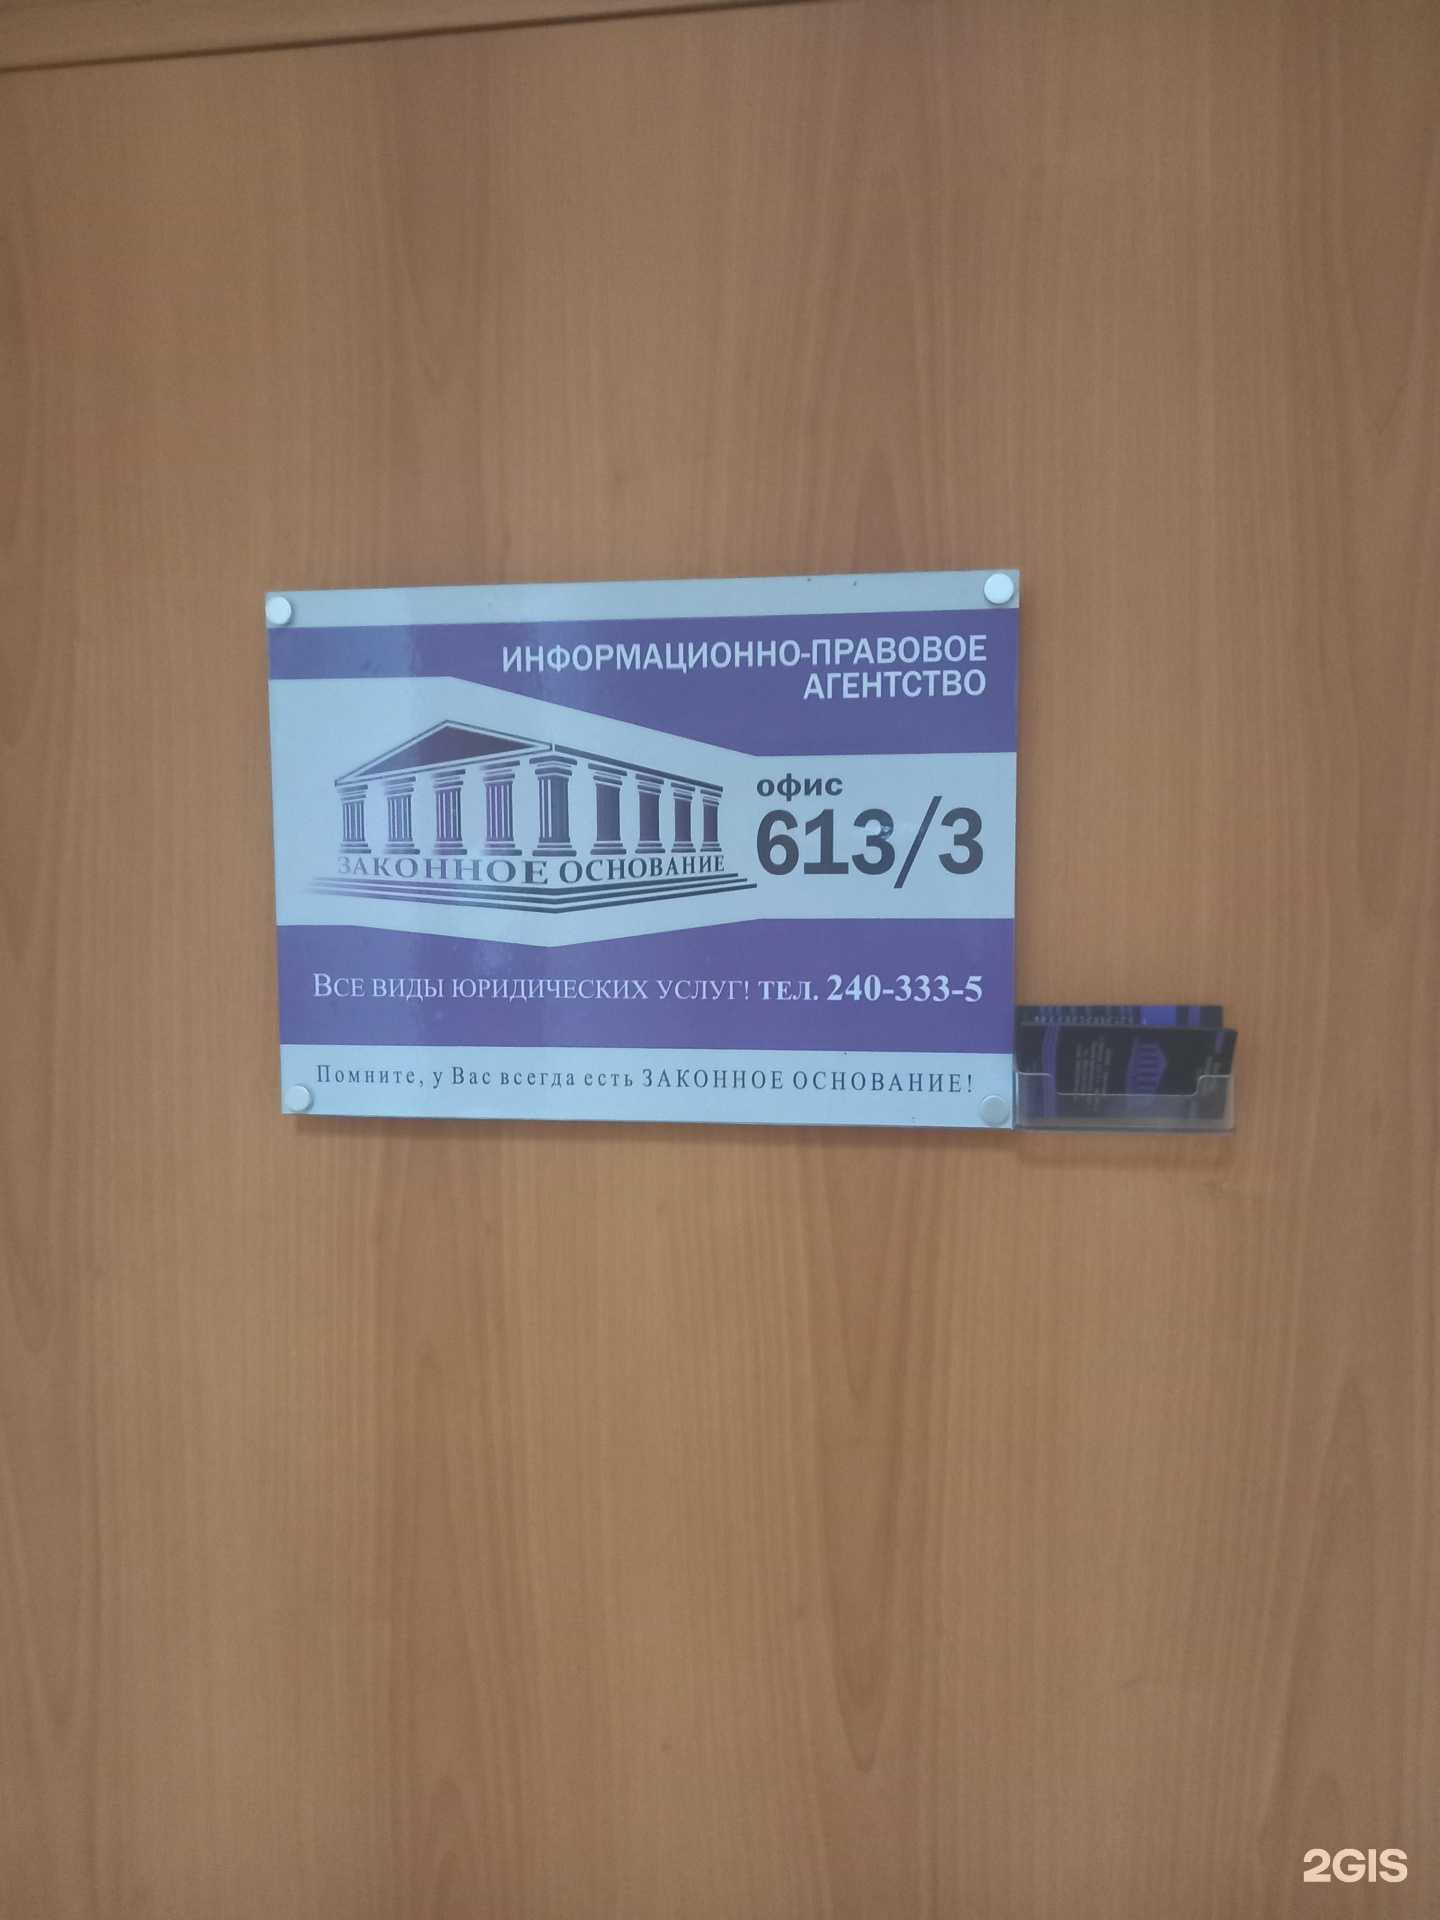 ИНФОРМАЦИОННО-ПРАВОВОЕ
АГЕНТСТВО
офис
613/3
ЗАКОННОЕ ОСНОВАНИЕ
ВСЕ ВИДЫ ЮРИДИЧЕСКИХ УСЛУГ! ТЕЛ. 240-333-5
Помните, у Вас всегда есть ЗАКОННОЕ ОСНОВАНИЕ!
2GIS